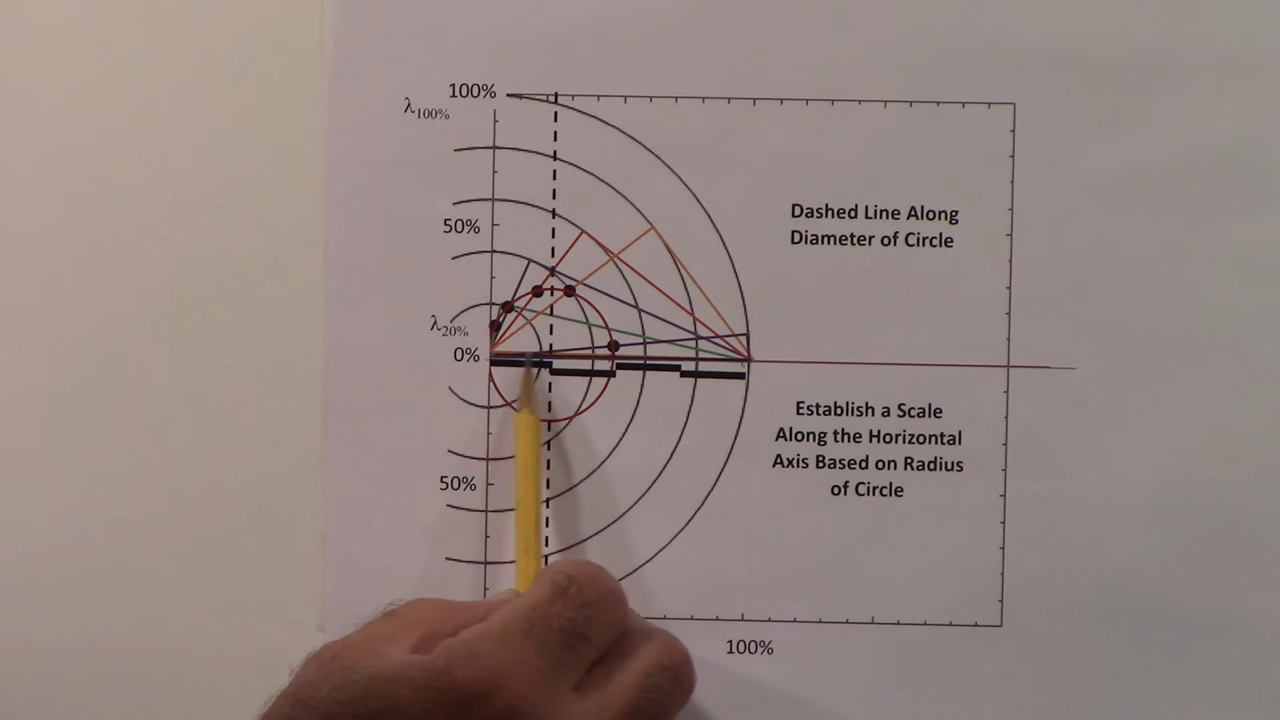 100%
λ100%
50%
λ20%
0%
50%
100%
Dashed Line Along
Diameter of Circle
Establish a Scale
Along the Horizontal
Axis Based on Radius
of Circle